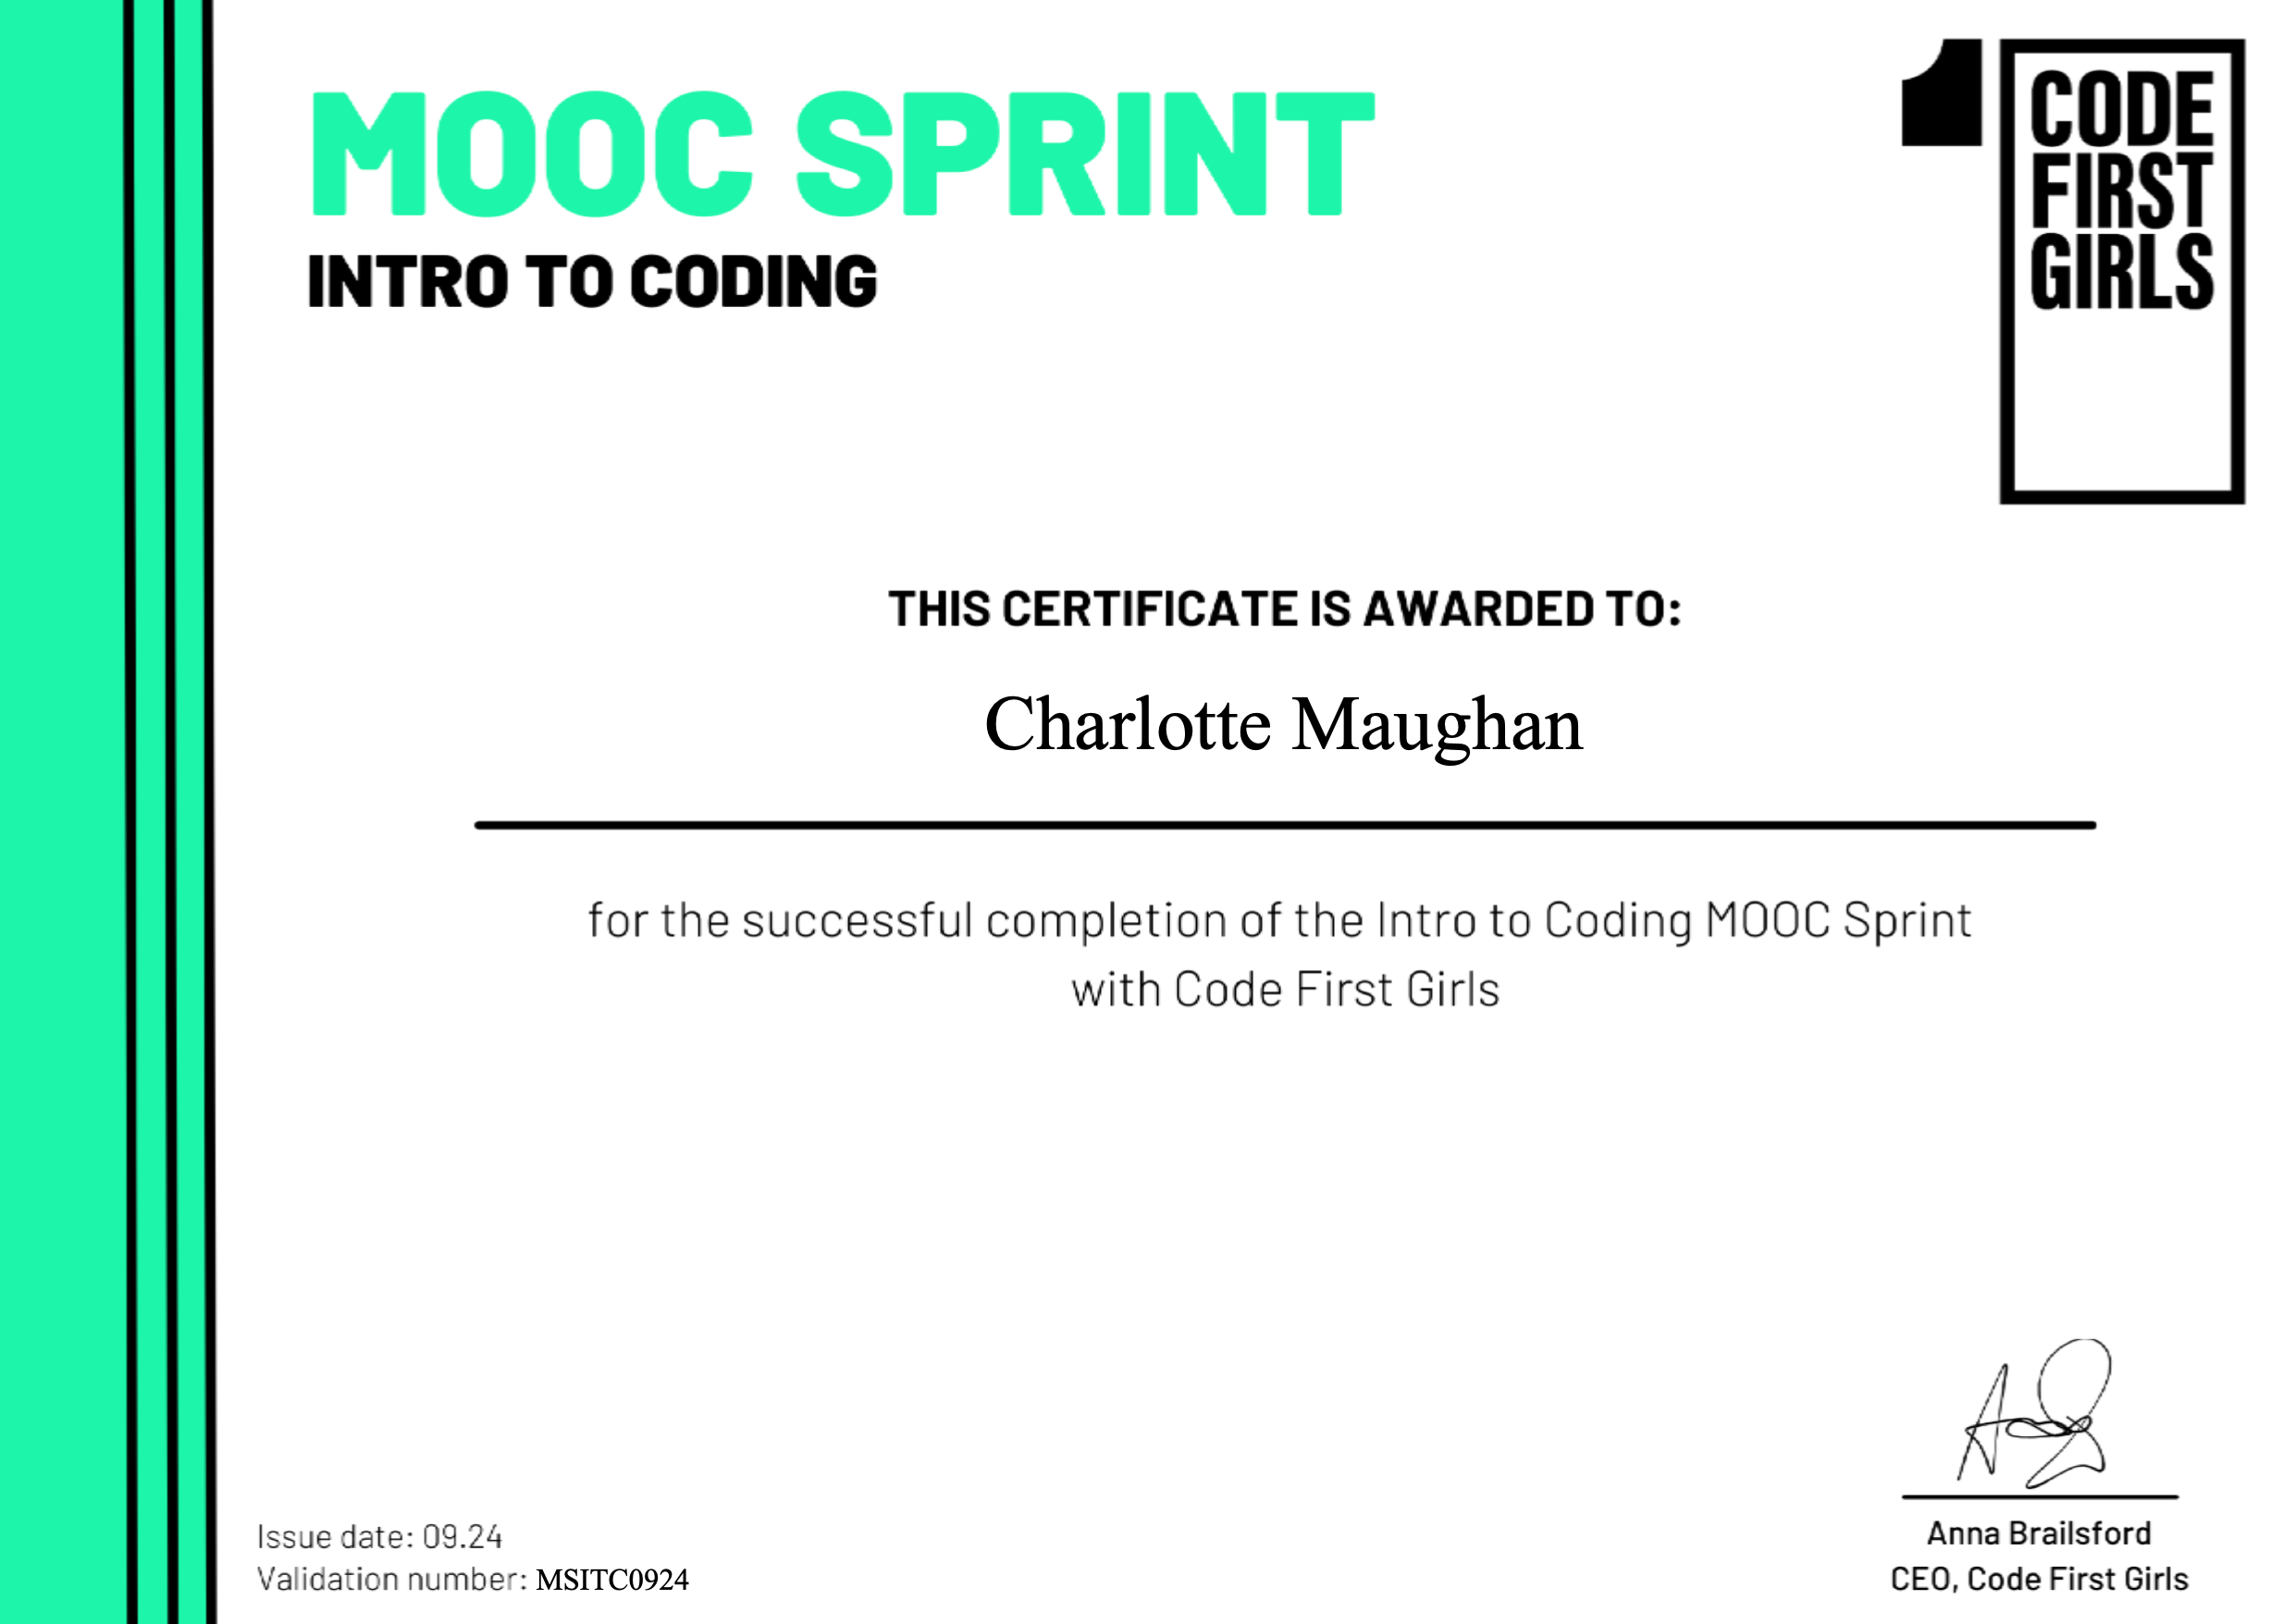 MOOC SPRINT
INTRO TO CODING
CODE
FIRST
GIRLS
THIS CERTIFICATE IS AWARDED TO:
Charlotte Maughan
for the successful completion of the Intro to Coding MOOC Sprint
with Code First Girls
Issue date: 09.24
Validation number: MSITC0924
Anna Brailsford
CEO, Code First Girls